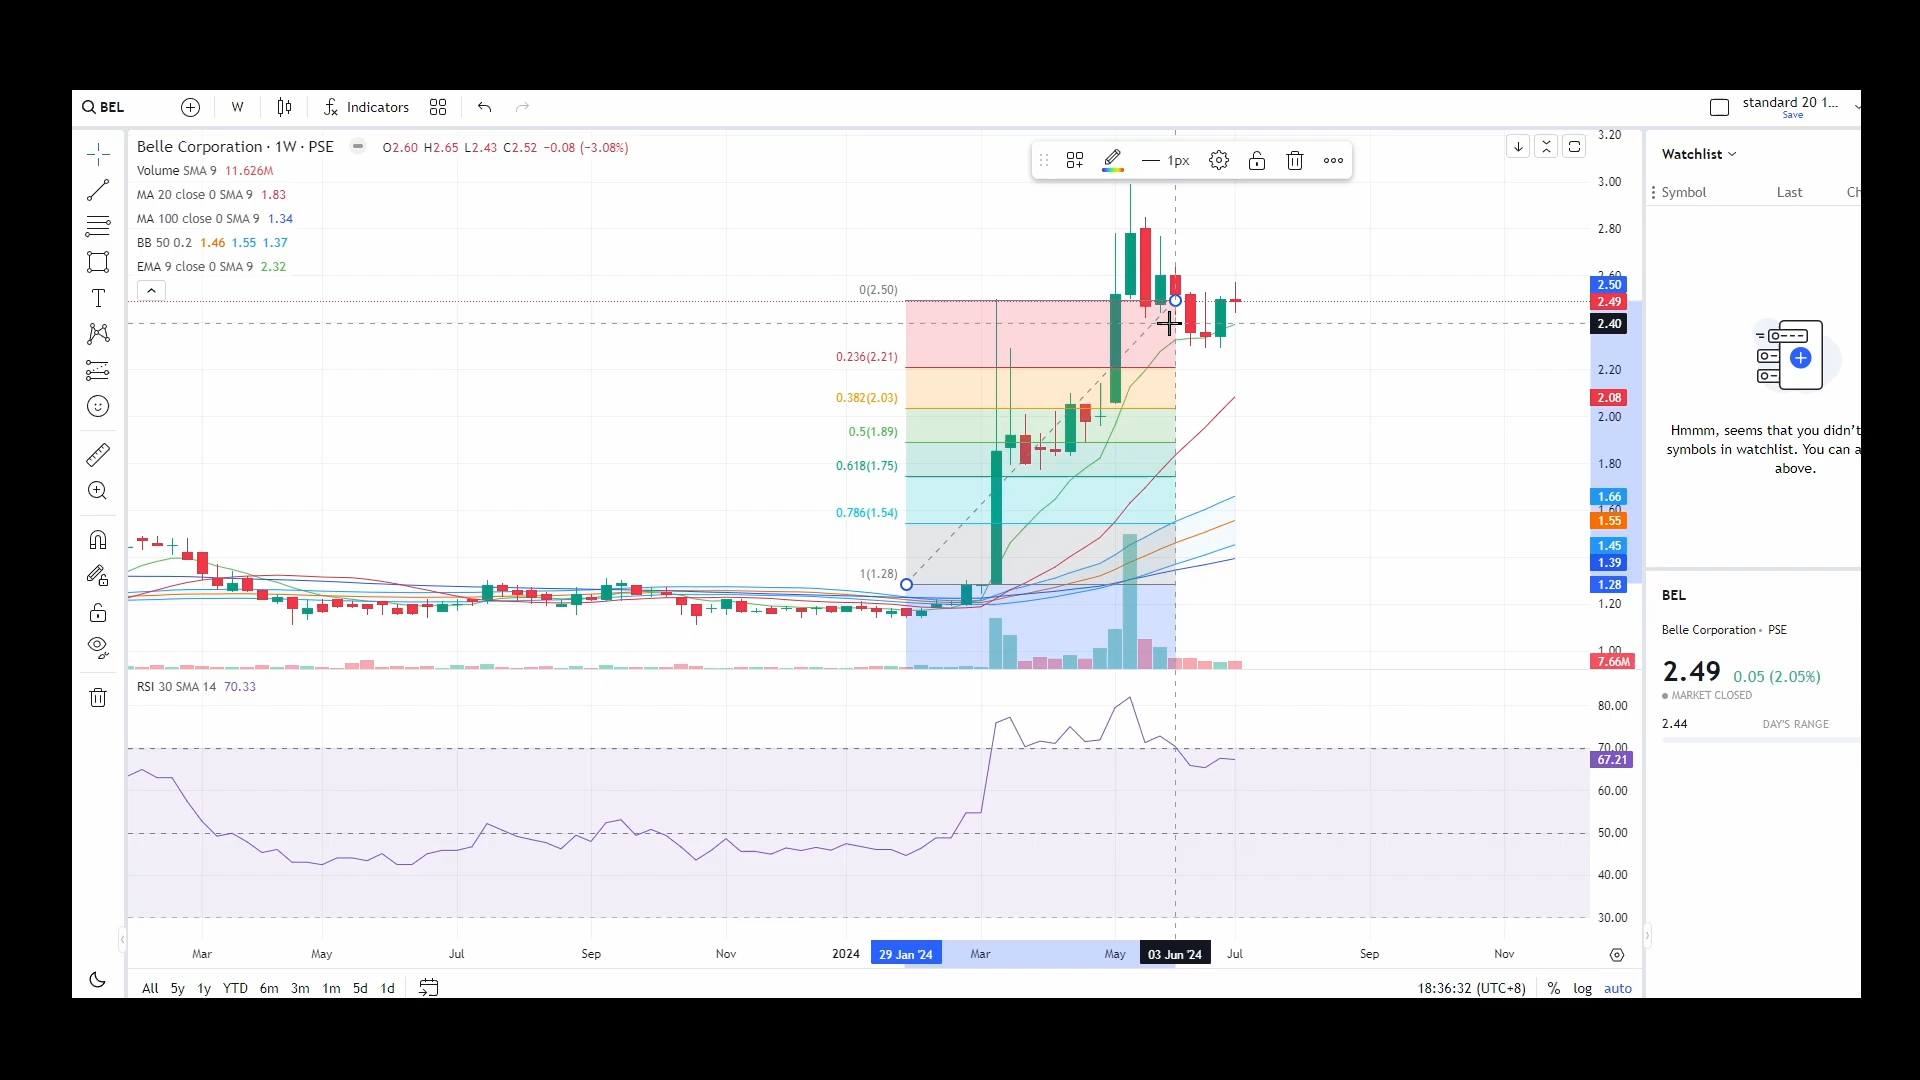 BEL
W
Indicators
standard 20 1...
Save
Belle Corporation · 1W · PSE
O2.60 H2.65 L2.43 C2.52 −0.08 (−3.08%)
Volume SMA 9 11.626M
MA 20 close 0 SMA 9 1.83
MA 100 close 0 SMA 9 1.34
BB 50 0.2 1.46 1.55 1.37
EMA 9 close 0 SMA 9 2.32
1px
0(2.50)
0.236(2.21)
0.382(2.03)
0.5(1.89)
0.618(1.75)
0.786(1.54)
1(1.28)
3.20
3.00
2.80
2.60
2.50
2.49
2.40
2.20
2.08
2.00
1.80
1.66
1.60
1.55
1.45
1.39
1.28
1.20
1.00
7.66M
RSI 30 SMA 14 70.33
80.00
70.00
67.21
60.00
50.00
40.00
30.00
Mar
May
Jul
Sep
Nov
2024
29 Jan '24
Mar
May
03 Jun '24
Jul
Sep
Nov
All 5y 1y YTD 6m 3m 1m 5d 1d
18:36:32 (UTC+8) % log auto
Watchlist
Symbol Last Ch
Hmmm, seems that you didn't
symbols in watchlist. You can a
above.
BEL
Belle Corporation • PSE
2.49 0.05 (2.05%)
MARKET CLOSED
2.44 DAY'S RANGE